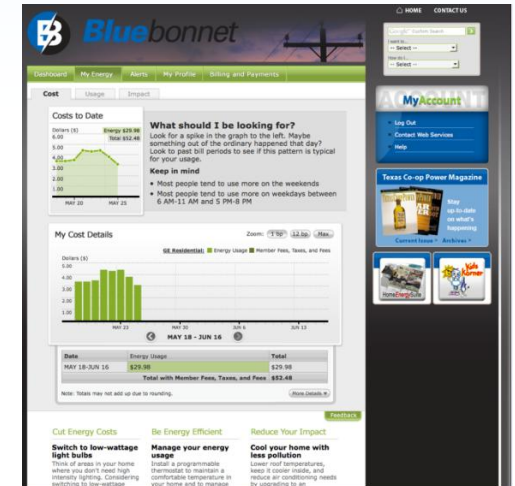 HOME CONTACT US
Bluebonnet
-- Select --
-- Select --
Dashboard My Energy Alerts My Profile Billing and Payments
Cost Usage Impact
Costs to Date
Dollars ($)
Energy $29.98
Total $52.48
6.00
5.00
4.00
3.00
2.00
1.00
MAY 20 MAY 25
What should I be looking for?
Look for a spike in the graph to the left. Maybe
something out of the ordinary happened that day?
Look to past bill periods to see if this pattern is typical
for your usage.
Keep in mind
• Most people tend to use more on the weekends
• Most people tend to use more on weekdays between
6 AM-11 AM and 5 PM-8 PM
My Account
Log Out
Contact Web Services
Help
Texas Co-op Power Magazine
Stay
up-to-date
on what's
happening
Current Issue Archives
HomeEnergySuite
Kids
Korner
My Cost Details
Zoom: 1 bp 12 bp Max
GE Residential: Energy Usage Member Fees, Taxes, and Fees
Dollars ($)
5.00
4.00
3.00
2.00
1.00
MAY 23 MAY 30 JUN 6 JUN 13
MAY 18 - JUN 16
Date Energy Usage Total
MAY 18-JUN 16 $29.98 $29.98
Total with Member Fees, Taxes, and Fees $52.48
Note: Totals may not add up due to rounding.
More Details
Feedback
Cut Energy Costs
Switch to low-wattage
light bulbs
Think of areas in your home
where you don't need high
intensity lighting. Considering
switching to low-wattage
Be Energy Efficient
Manage your energy
usage
Install a programmable
thermostat to maintain a
comfortable temperature in
your home and to manage
Reduce Your Impact
Cool your home with
less pollution
Lower roof temperatures,
keep it cooler inside, and
reduce air conditioning needs
by upgrading to an